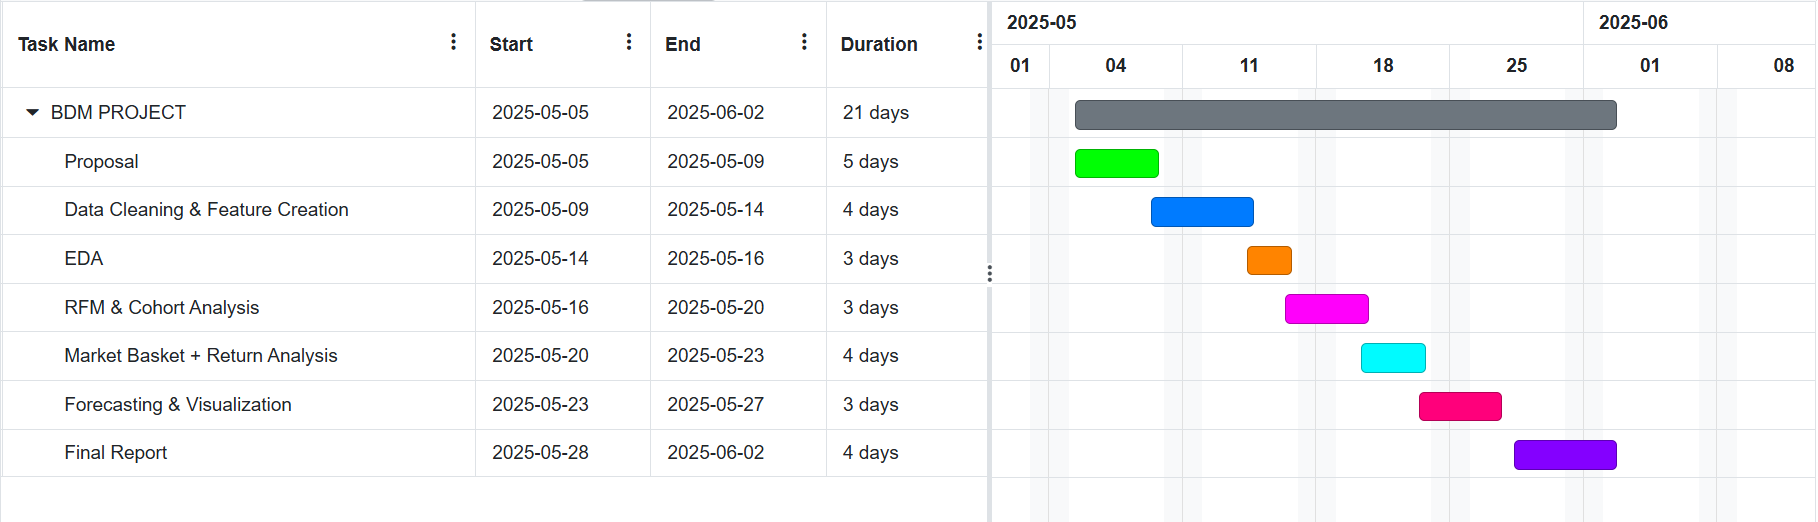 Task Name Start End Duration 2025-05 2025-06
01 04 11 18 25 01 08
BDM PROJECT 2025-05-05 2025-06-02 21 days
Proposal 2025-05-05 2025-05-09 5 days
Data Cleaning & Feature Creation 2025-05-09 2025-05-14 4 days
EDA 2025-05-14 2025-05-16 3 days
RFM & Cohort Analysis 2025-05-16 2025-05-20 3 days
Market Basket + Return Analysis 2025-05-20 2025-05-23 4 days
Forecasting & Visualization 2025-05-23 2025-05-27 3 days
Final Report 2025-05-28 2025-06-02 4 days